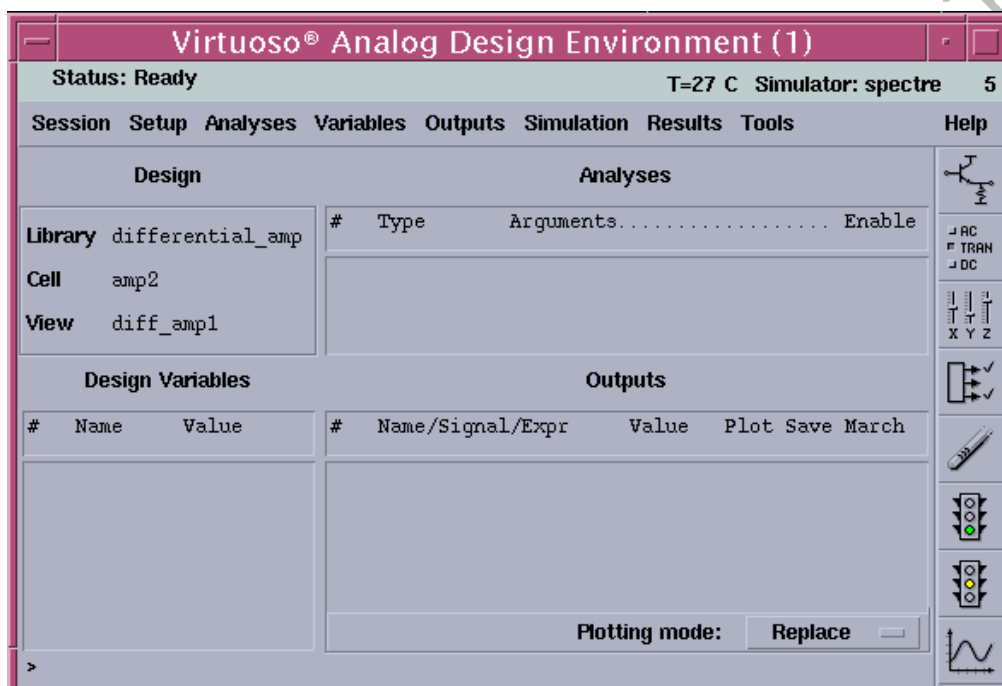 Virtuoso® Analog Design Environment (1)
Status: Ready T=27 C Simulator: spectre 5
Session Setup Analyses Variables Outputs Simulation Results Tools Help
Design
Library differential_amp
Cell amp2
View diff_amp1
Analyses
# Type Arguments.................. Enable
Design Variables
# Name Value
Outputs
# Name/Signal/Expr Value Plot Save March
Plotting mode: Replace
>
AC
TRAN
DC
X Y Z